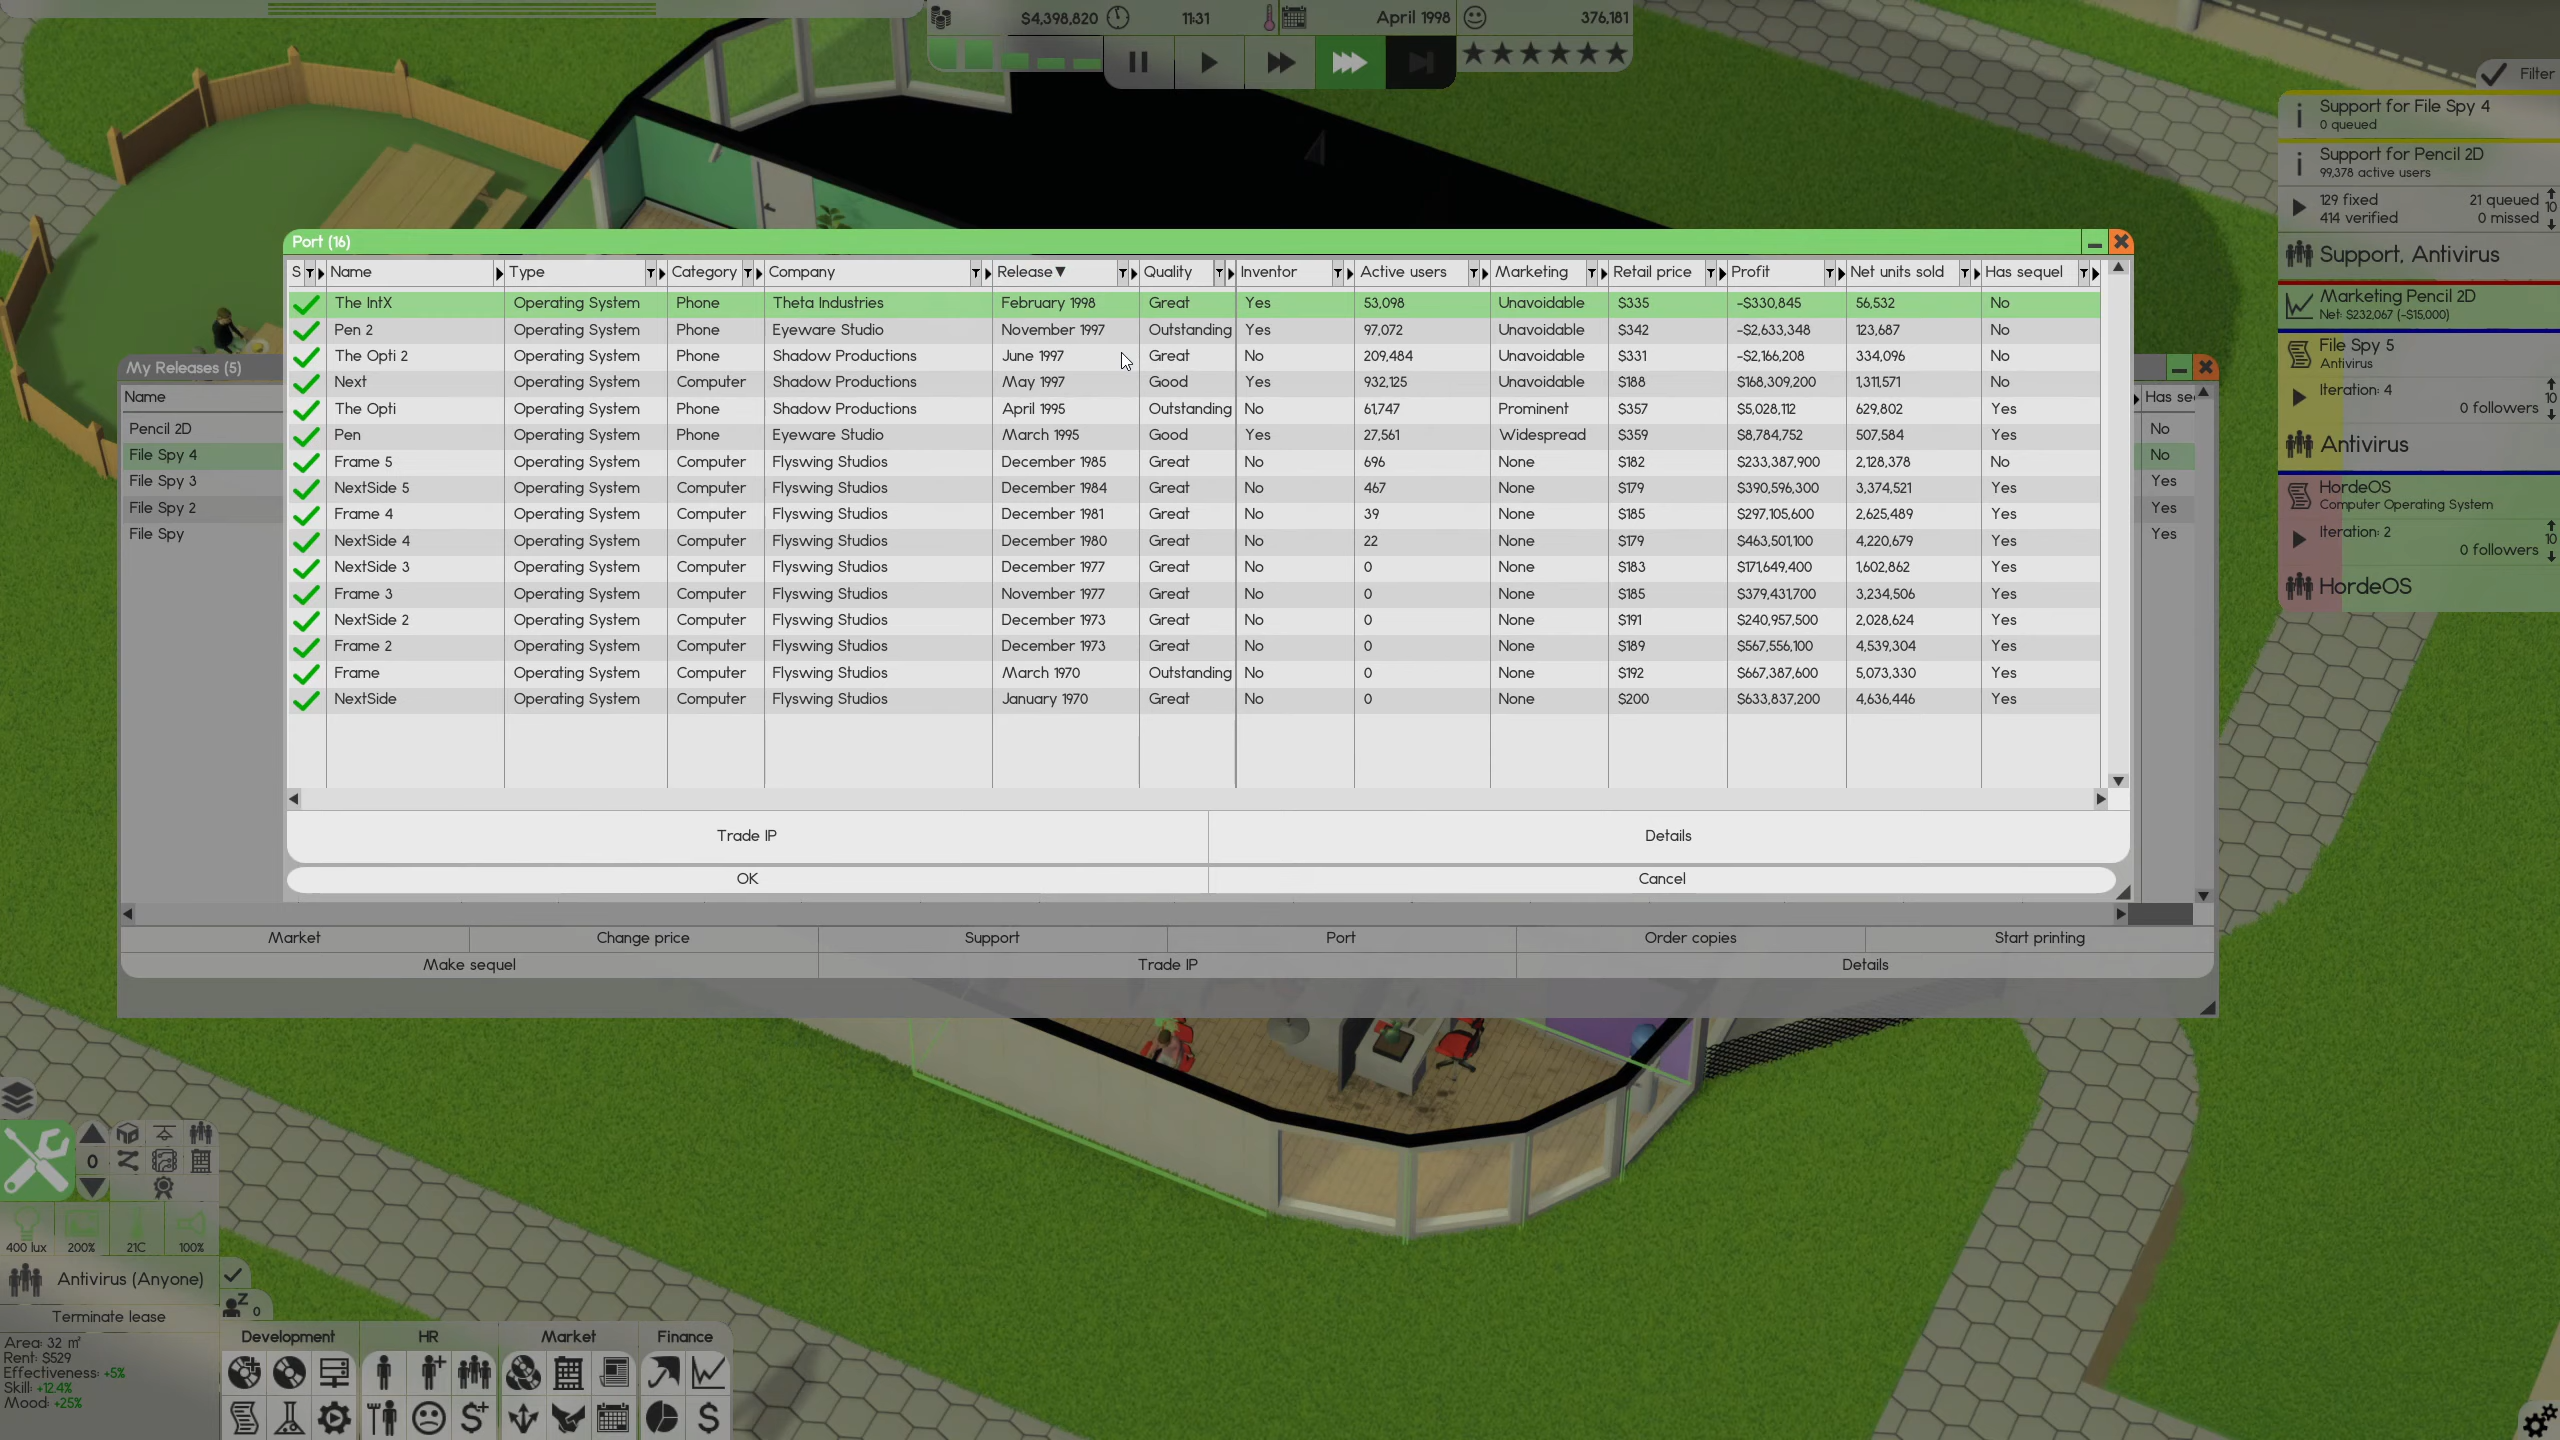 $4,398,820 11:31 April 1998 376,181
Filter
Support for File Spy 4
0 queued
Support for Pencil 2D
99,378 active users
129 fixed 21 queued 10
414 verified 0 missed
Support, Antivirus
Marketing Pencil 2D
Net: $232,067 (-$15,000)
File Spy 5
Antivirus
Iteration: 4 10
0 followers
Antivirus
HordeOS
Computer Operating System
Iteration: 2 10
0 followers
HordeOS
Port (16)
S Name Type Category Company Release Quality Inventor Active users Marketing Retail price Profit Net units sold Has sequel
The IntX Operating System Phone Theta Industries February 1998 Great Yes 53,098 Unavoidable $335 -$330,845 56,532 No
Pen 2 Operating System Phone Eyeware Studio November 1997 Outstanding Yes 97,072 Unavoidable $342 -$2,633,348 123,687 No
The Opti 2 Operating System Phone Shadow Productions June 1997 Great No 209,484 Unavoidable $331 -$2,166,208 334,096 No
Next Operating System Computer Shadow Productions May 1997 Good Yes 932,125 Unavoidable $188 $168,309,200 1,311,571 No
The Opti Operating System Phone Shadow Productions April 1995 Outstanding No 61,747 Prominent $357 $5,028,112 629,802 Yes
Pen Operating System Phone Eyeware Studio March 1995 Good Yes 27,561 Widespread $359 $8,784,752 507,584 Yes
Frame 5 Operating System Computer Flyswing Studios December 1985 Great No 696 None $182 $233,387,900 2,128,378 No
NextSide 5 Operating System Computer Flyswing Studios December 1984 Great No 467 None $179 $390,596,300 3,374,521 Yes
Frame 4 Operating System Computer Flyswing Studios December 1981 Great No 39 None $185 $297,105,600 2,625,489 Yes
NextSide 4 Operating System Computer Flyswing Studios December 1980 Great No 22 None $179 $463,501,100 4,220,679 Yes
NextSide 3 Operating System Computer Flyswing Studios December 1977 Great No 0 None $183 $171,649,400 1,602,862 Yes
Frame 3 Operating System Computer Flyswing Studios November 1977 Great No 0 None $185 $379,431,700 3,234,506 Yes
NextSide 2 Operating System Computer Flyswing Studios December 1973 Great No 0 None $191 $240,957,500 2,028,624 Yes
Frame 2 Operating System Computer Flyswing Studios December 1973 Great No 0 None $189 $567,556,100 4,539,304 Yes
Frame Operating System Computer Flyswing Studios March 1970 Outstanding No 0 None $192 $667,387,600 5,073,330 Yes
NextSide Operating System Computer Flyswing Studios January 1970 Great No 0 None $200 $633,837,200 4,636,446 Yes
Trade IP Details
OK Cancel
My Releases (5)
Name Has se
Pencil 2D No
File Spy 4 No
File Spy 3 Yes
File Spy 2 Yes
File Spy Yes
Market Change price Support Port Order copies Start printing
Make sequel Trade IP Details
0
400 lux 200% 21C 100%
Antivirus (Anyone)
Terminate lease
Z 0
Area: 32 m²
Rent: $529
Effectiveness: +5%
Skill: +12.4%
Mood: +25%
Development HR Market Finance